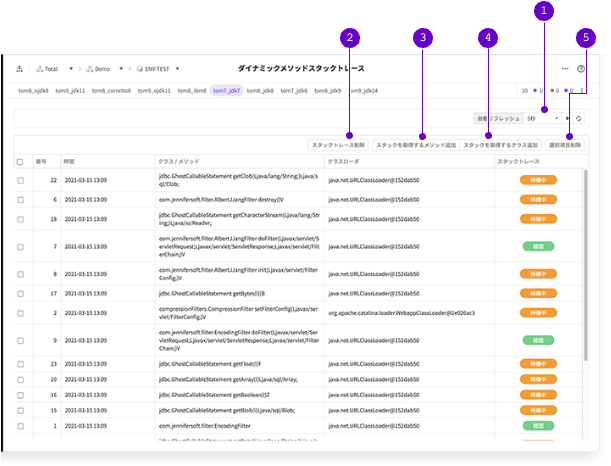 1
2
3
4
5
Total
Demo
ENV-TEST
ダイナミックメソッドスタックトレース
tom8_ojdk8 tom9_jdk11 tom8_corretto8 tom9_ojdk11 tom8_ibm8 tom7_jdk7 tom8_jdk8 tom7_jdk6 tom8_jdk9 tom9_jdk14
10 0 0
自動リフレッシュ 5秒
スタックトレース削除 スタックを取得するメソッド追加 スタックを取得するクラス追加 選択項目削除
番号 時間 クラス / メソッド クラスローダ スタックトレース
22 2021-03-15 13:09 jdbc.GhostCallableStatement getClob(Ljava/lang/String;)Ljava/s java.net.URLClassLoader@152dab50 待機中
ql/Clob;
6 2021-03-15 13:09 com.jennifersoft.filter.AlbertJJangFilter destroy()V java.net.URLClassLoader@152dab50 待機中
18 2021-03-15 13:09 jdbc.GhostCallableStatement getCharacterStream(Ljava/lang/Stri java.net.URLClassLoader@152dab50 待機中
ng;)Ljava/io/Reader;
7 2021-03-15 13:09 com.jennifersoft.filter.AlbertJJangFilter doFilter(Ljavax/servlet/S java.net.URLClassLoader@152dab50 確認
ervletRequest;Ljavax/servlet/ServletResponse;Ljavax/servlet/F
ilterChain;)V
8 2021-03-15 13:09 com.jennifersoft.filter.AlbertJJangFilter init(Ljavax/servlet/Filter java.net.URLClassLoader@152dab50 待機中
Config;)V
17 2021-03-15 13:09 jdbc.GhostCallableStatement getBytes(I)[B java.net.URLClassLoader@152dab50 待機中
2 2021-03-15 13:09 compressionFilters.CompressionFilter setFilterConfig(Ljavax/ser org.apache.catalina.loader.WebappClassLoader@2e026ac3 待機中
vlet/FilterConfig;)V
9 2021-03-15 13:09 com.jennifersoft.filter.EncodingFilter doFilter(Ljavax/servlet/Ser java.net.URLClassLoader@152dab50 確認
vletRequest;Ljavax/servlet/ServletResponse;Ljavax/servlet/Filt
erChain;)V
23 2021-03-15 13:09 jdbc.GhostCallableStatement getFloat(I)F java.net.URLClassLoader@152dab50 待機中
10 2021-03-15 13:09 jdbc.GhostCallableStatement getArray(I)Ljava/sql/Array; java.net.URLClassLoader@152dab50 待機中
16 2021-03-15 13:09 jdbc.GhostCallableStatement getBoolean(I)Z java.net.URLClassLoader@152dab50 待機中
15 2021-03-15 13:09 jdbc.GhostCallableStatement getBlob(I)Ljava/sql/Blob; java.net.URLClassLoader@152dab50 待機中
1 2021-03-15 13:09 com.jennifersoft.filter.EncodingFilter java.net.URLClassLoader@152dab50 確認